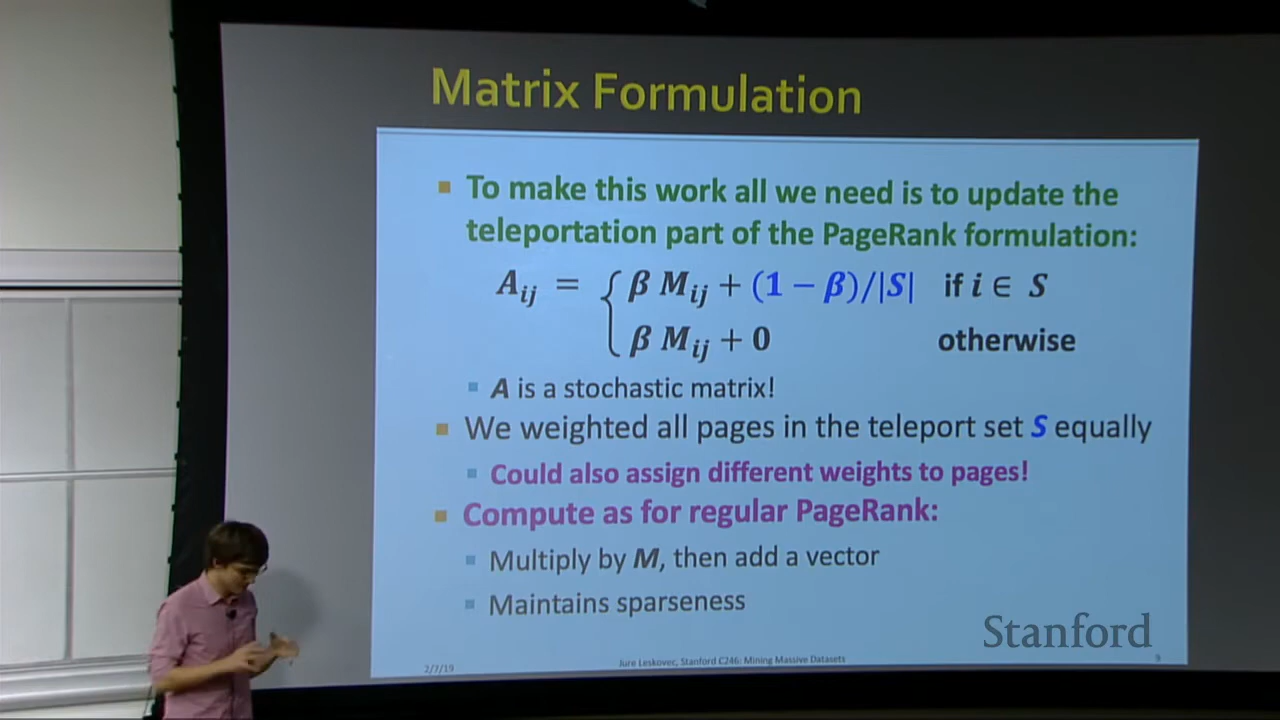 Matrix Formulation
To make this work all we need is to update the
teleportation part of the PageRank formulation:
A_ij = { β M_ij + (1 − β)/|S| if i ∈ S
β M_ij + 0 otherwise
A is a stochastic matrix!
We weighted all pages in the teleport set S equally
Could also assign different weights to pages!
Compute as for regular PageRank:
Multiply by M, then add a vector
Maintains sparseness
Stanford
2/7/19
Jure Leskovec, Stanford C246: Mining Massive Datasets
9